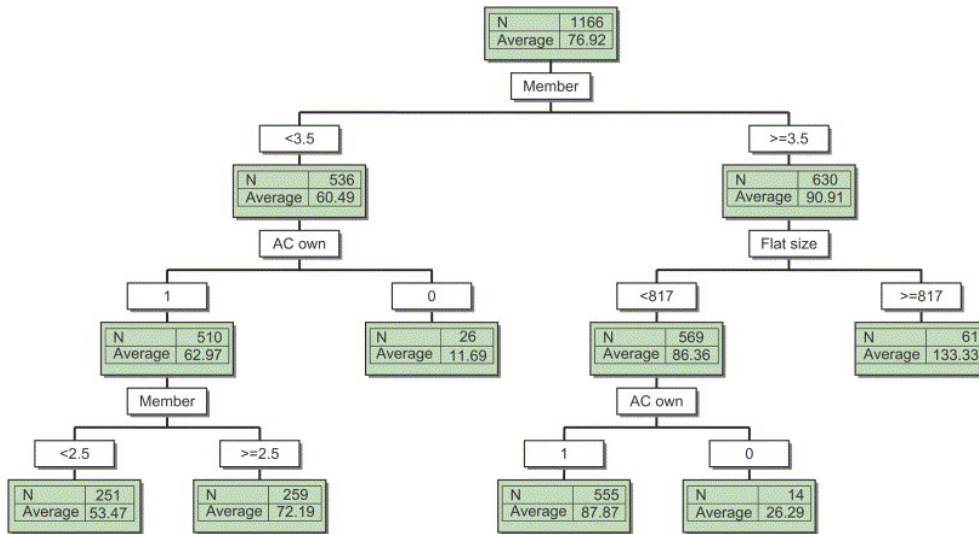 N 1166
Average 76.92
Member
<3.5 >=3.5
N 536 N 630
Average 60.49 Average 90.91
AC own Flat size
1 0 <817 >=817
N 510 N 26 N 569 N 61
Average 62.97 Average 11.69 Average 86.36 Average 133.33
Member AC own
<2.5 >=2.5 1 0
N 251 N 259 N 555 N 14
Average 53.47 Average 72.19 Average 87.87 Average 26.29